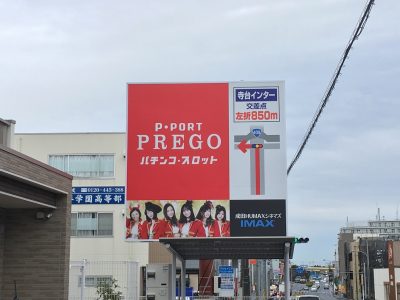 P·PORT
PREGO
パチンコ・スロット
寺台インター
交差点
左折850m
成田HUMAXシネマズ
IMAX
0120-445-388
学園高等部